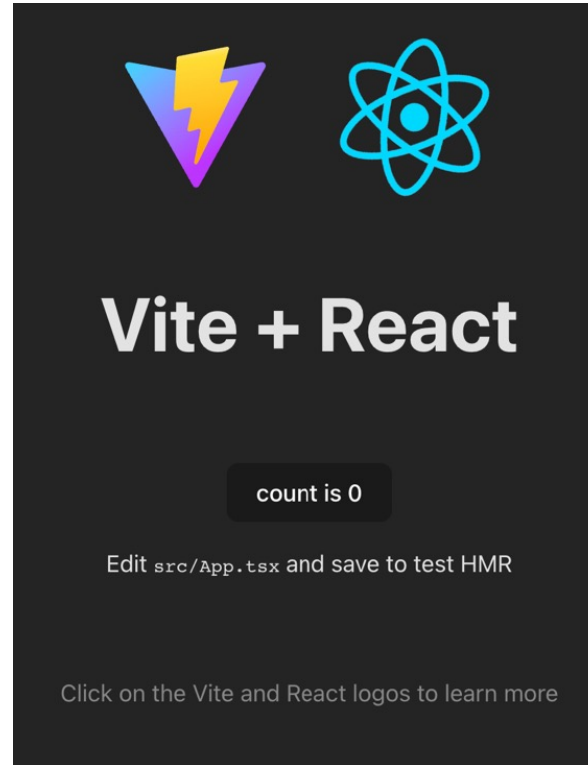 Vite + React
count is 0
Edit src/App.tsx and save to test HMR
Click on the Vite and React logos to learn more